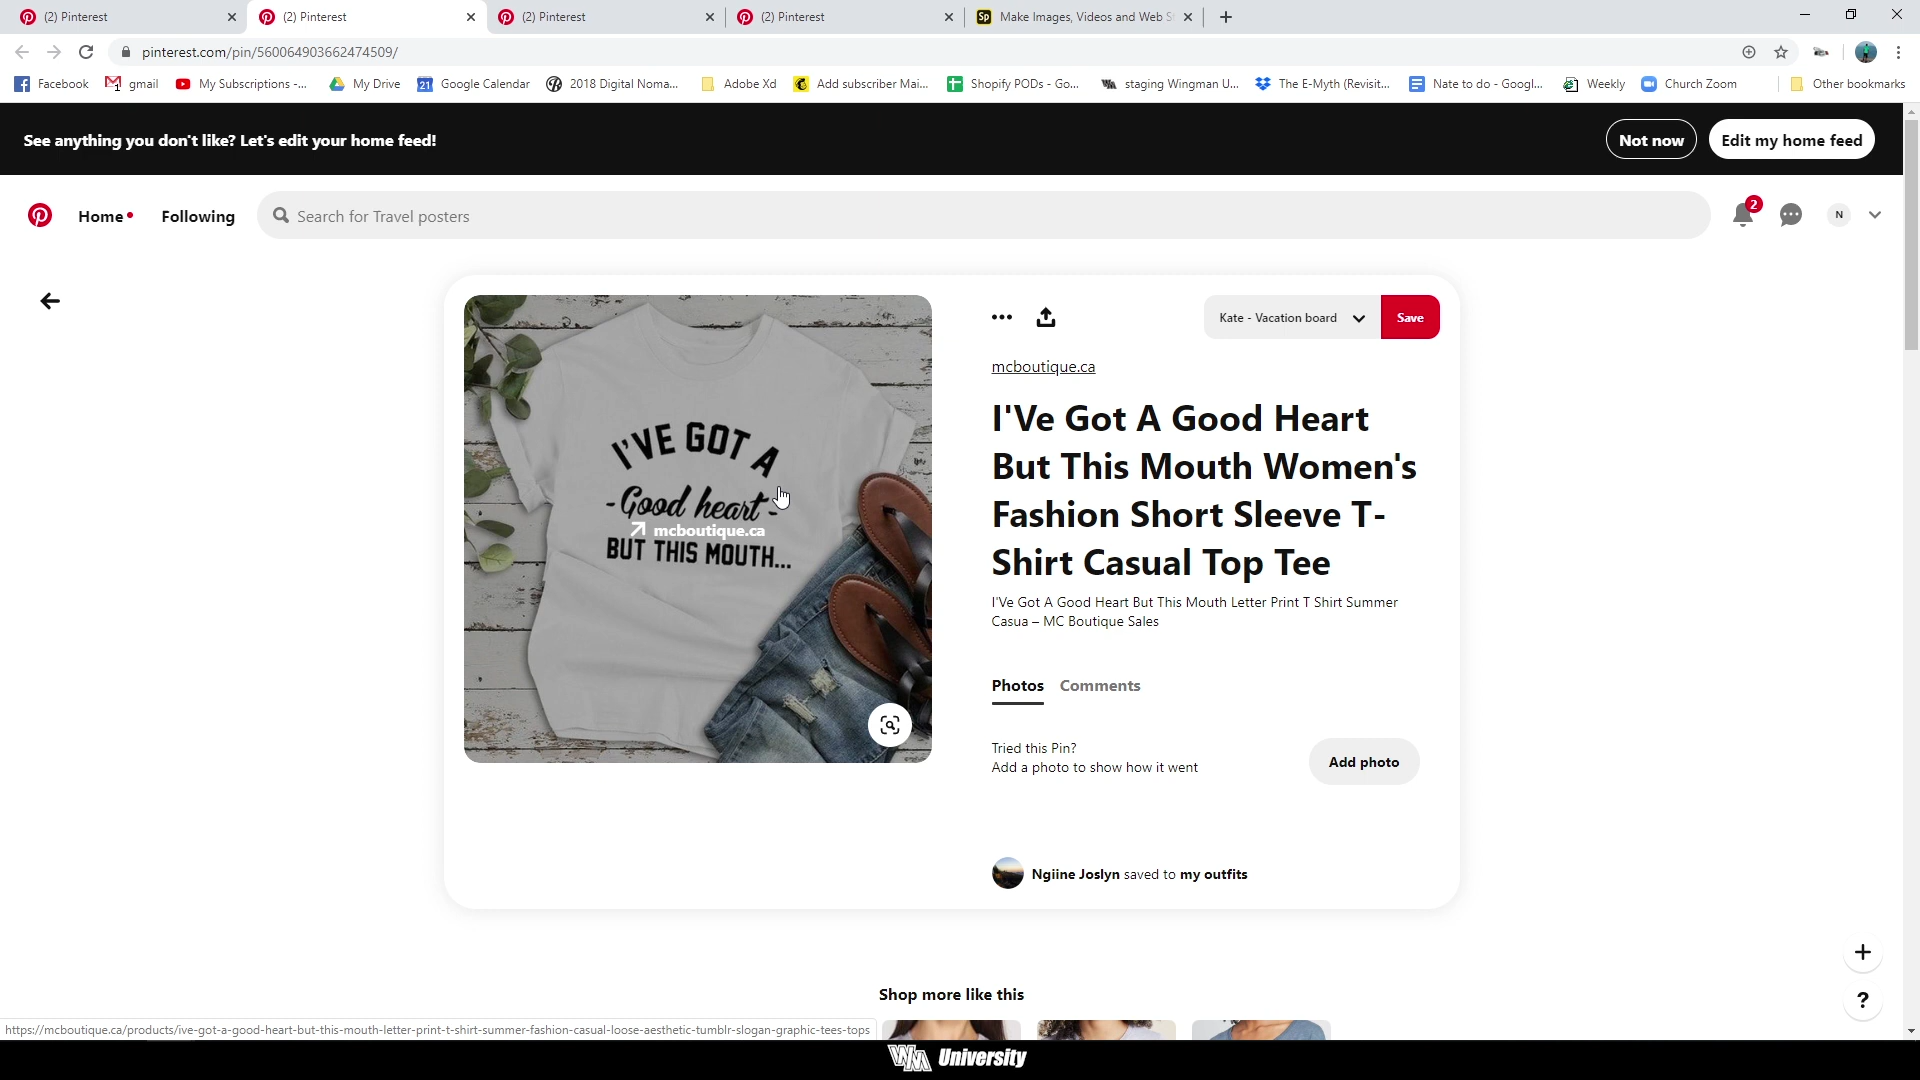 (2) Pinterest
(2) Pinterest
(2) Pinterest
(2) Pinterest
Make Images, Videos and Web S
pinterest.com/pin/560064903662474509/
Facebook
gmail
My Subscriptions -...
My Drive
Google Calendar
2018 Digital Noma...
Adobe Xd
Add subscriber Mai...
Shopify PODs - Go...
staging Wingman U...
The E-Myth (Revisit...
Nate to do - Googl...
Weekly
Church Zoom
Other bookmarks
See anything you don't like? Let's edit your home feed!
Not now
Edit my home feed
Home
Following
Search for Travel posters
2
N
I'VE GOT A
-Good heart-
mcboutique.ca
BUT THIS MOUTH...
Kate - Vacation board
Save
mcboutique.ca
I'Ve Got A Good Heart
But This Mouth Women's
Fashion Short Sleeve T-
Shirt Casual Top Tee
I'Ve Got A Good Heart But This Mouth Letter Print T Shirt Summer
Casua – MC Boutique Sales
Photos
Comments
Tried this Pin?
Add a photo to show how it went
Add photo
Ngiine Joslyn saved to my outfits
Shop more like this
+
?
https://mcboutique.ca/products/ive-got-a-good-heart-but-this-mouth-letter-print-t-shirt-summer-fashion-casual-loose-aesthetic-tumblr-slogan-graphic-tees-tops
WM University